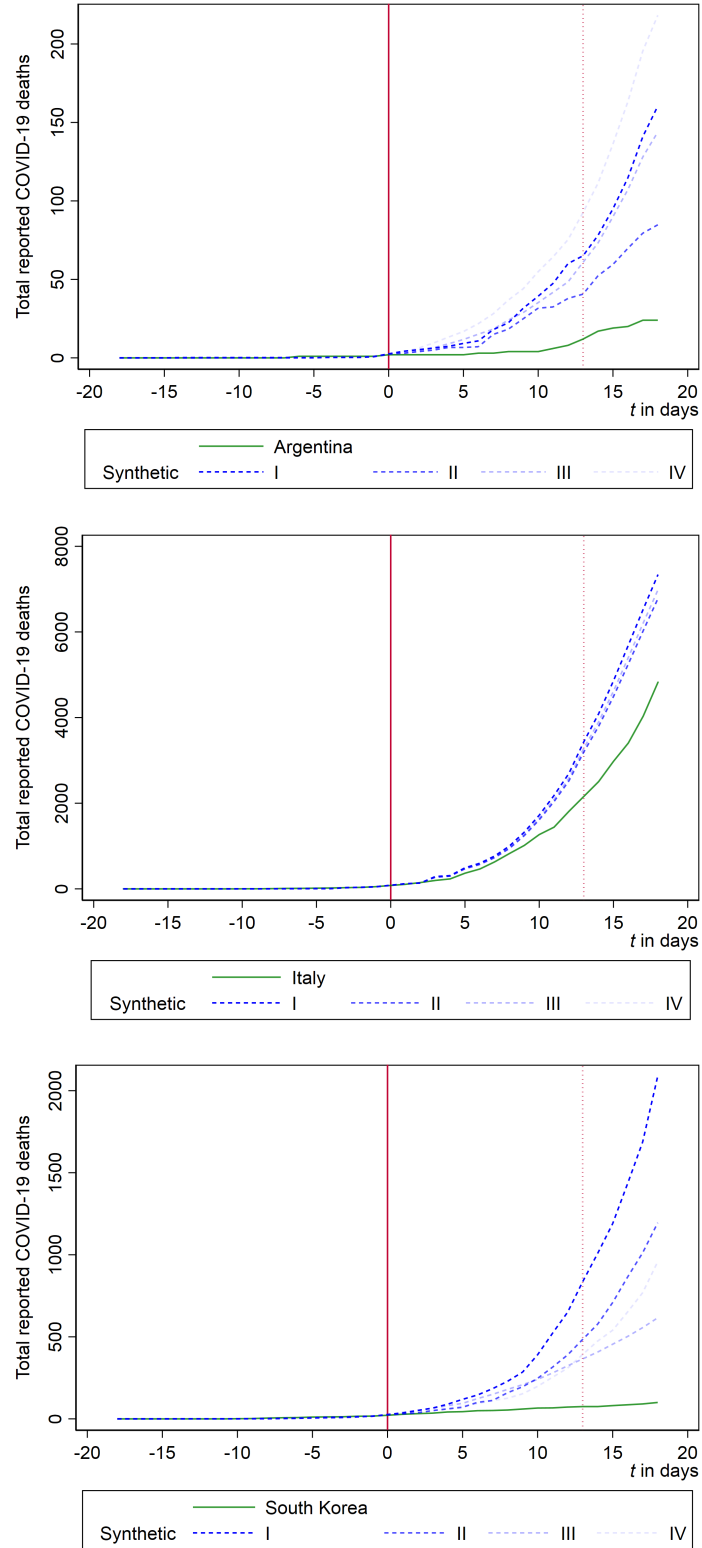 Total reported COVID-19 deaths
200
150
100
50
0
-20 -15 -10 -5 0 5 10 15 20
t in days
Argentina
Synthetic I II III IV
Total reported COVID-19 deaths
8000
6000
4000
2000
0
-20 -15 -10 -5 0 5 10 15 20
t in days
Italy
Synthetic I II III IV
Total reported COVID-19 deaths
2000
1500
1000
500
0
-20 -15 -10 -5 0 5 10 15 20
t in days
South Korea
Synthetic I II III IV